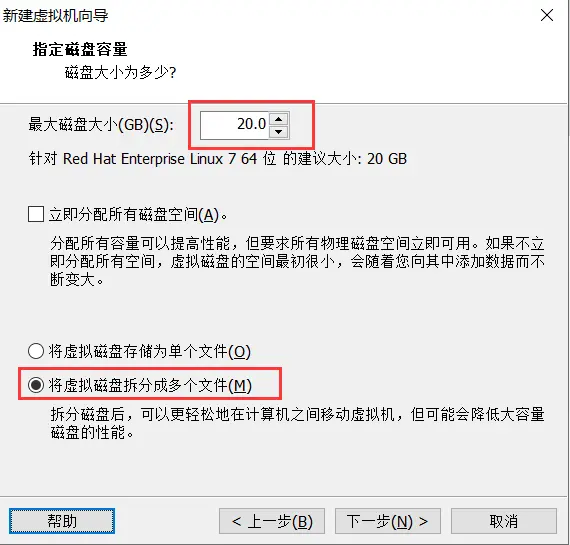 新建虚拟机向导
指定磁盘容量
磁盘大小为多少?
最大磁盘大小(GB)(S): 20.0
针对 Red Hat Enterprise Linux 7 64 位 的建议大小: 20 GB
立即分配所有磁盘空间(A)。
分配所有容量可以提高性能，但要求所有物理磁盘空间立即可用。如果不立
即分配所有空间，虚拟磁盘的空间最初很小，会随着您向其中添加数据而不
断变大。
将虚拟磁盘存储为单个文件(O)
将虚拟磁盘拆分成多个文件(M)
拆分磁盘后，可以更轻松地在计算机之间移动虚拟机，但可能会降低大容量
磁盘的性能。
帮助 < 上一步(B) 下一步(N) > 取消